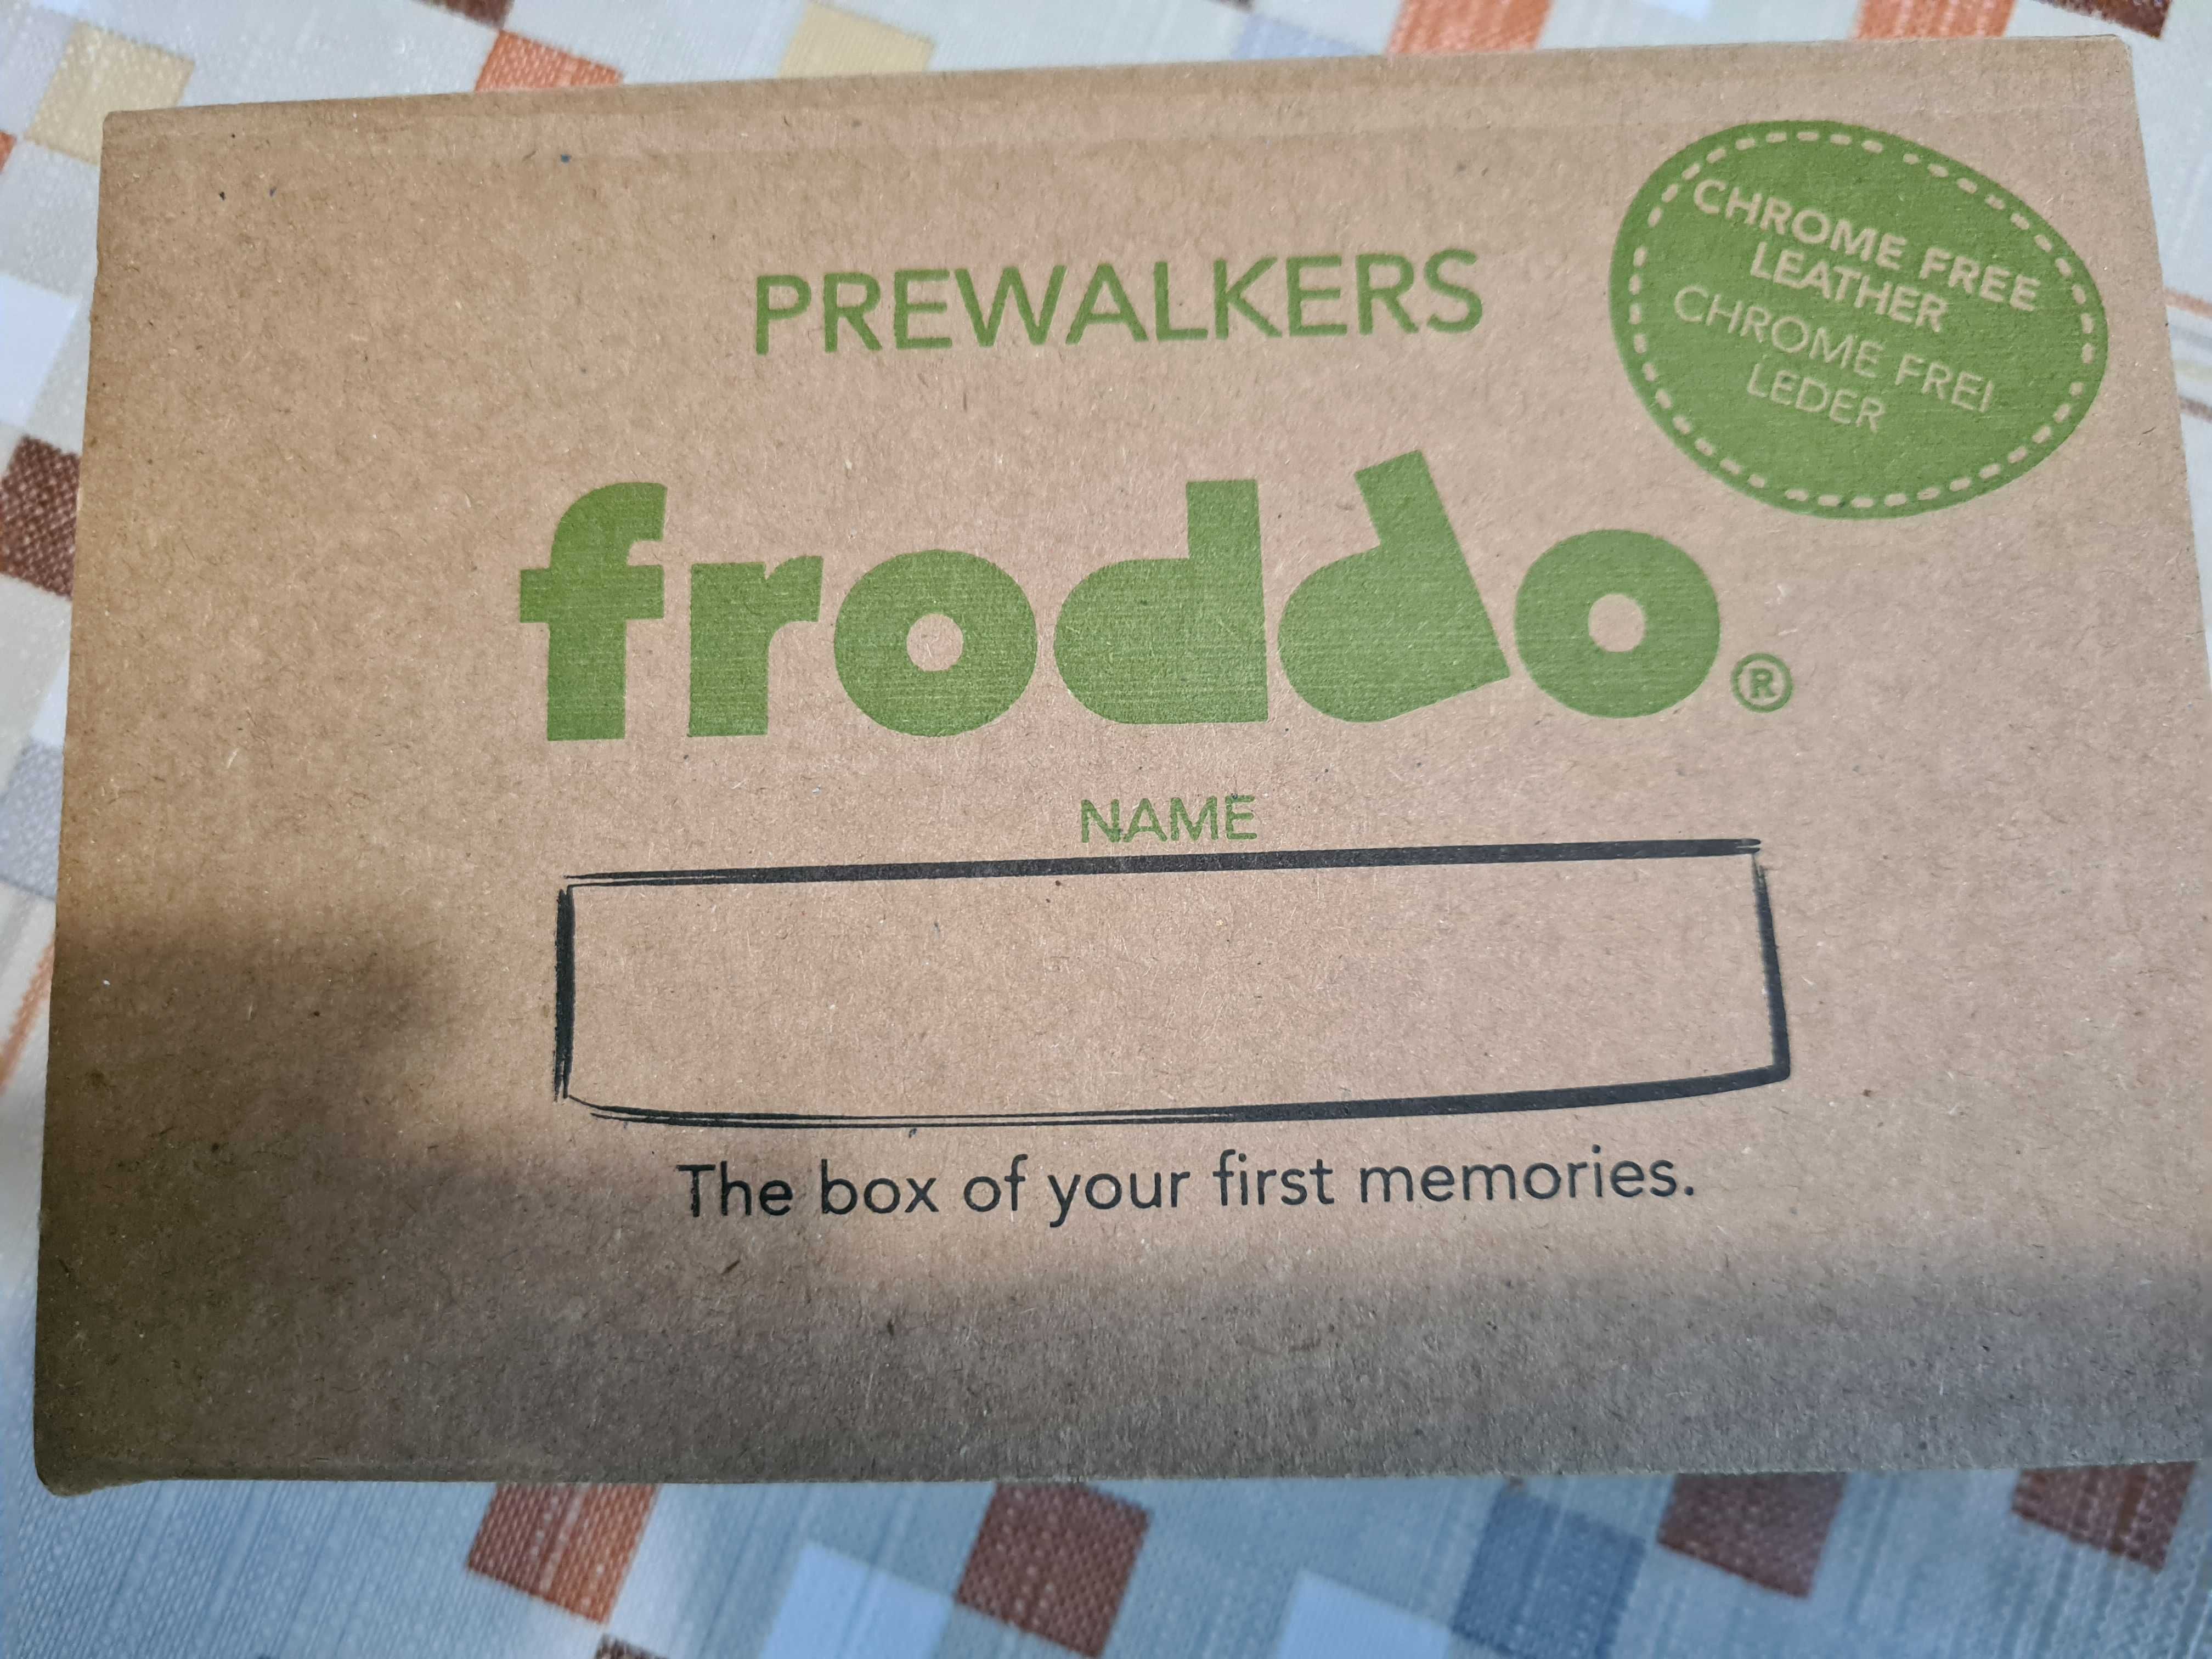 PREWALKERS
CHROME FREE
LEATHER
CHROME FREI
LEDER
froddo®
NAME
The box of your first memories.